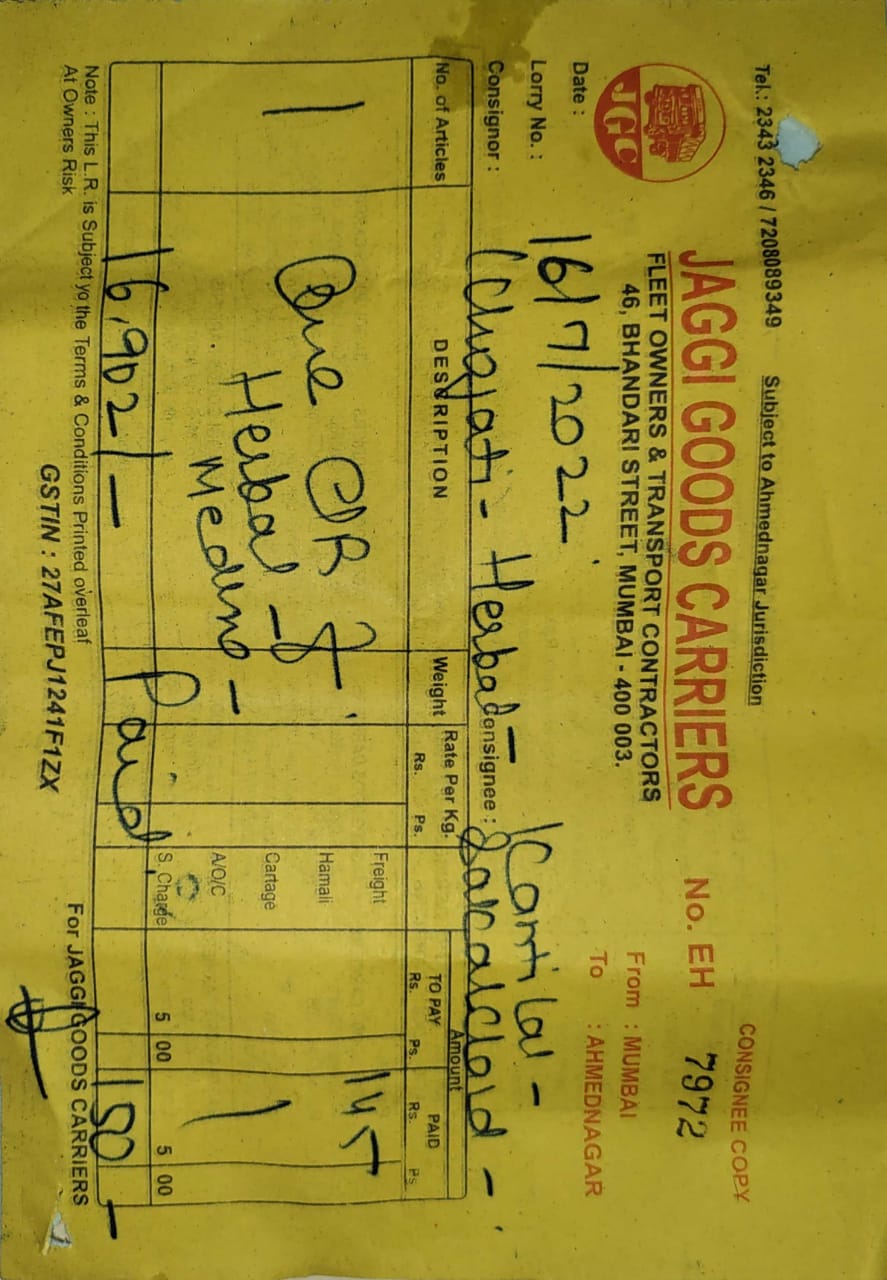 Tel.: 2343 2346 / 7208089349 Subject to Ahmednagar Jurisdiction CONSIGNEE COPY
JGC
JAGGI GOODS CARRIERS No. EH 7972
FLEET OWNERS & TRANSPORT CONTRACTORS From : MUMBAI
46, BHANDARI STREET, MUMBAI - 400 003. To : AHMEDNAGAR
Date : 16/7/2022
Lorry No. : Kantilal -
Consignor : Herbal - Consignee :
No. of Articles DESCRIPTION Weight Rate Per Kg. Amount
Rs. Ps. TO PAY PAID
Rs. Ps. Rs. Ps
1 One Freight 145
Hamali
Herbal - Cartage
A/O/C
S. Charge 5 00 5 00
16,902/- Paid 150 -
Note : This L.R. is Subject yo the Terms & Conditions Printed overleaf For JAGGI GOODS CARRIERS
At Owners Risk
GSTIN : 27AFEPJ1241F1ZX